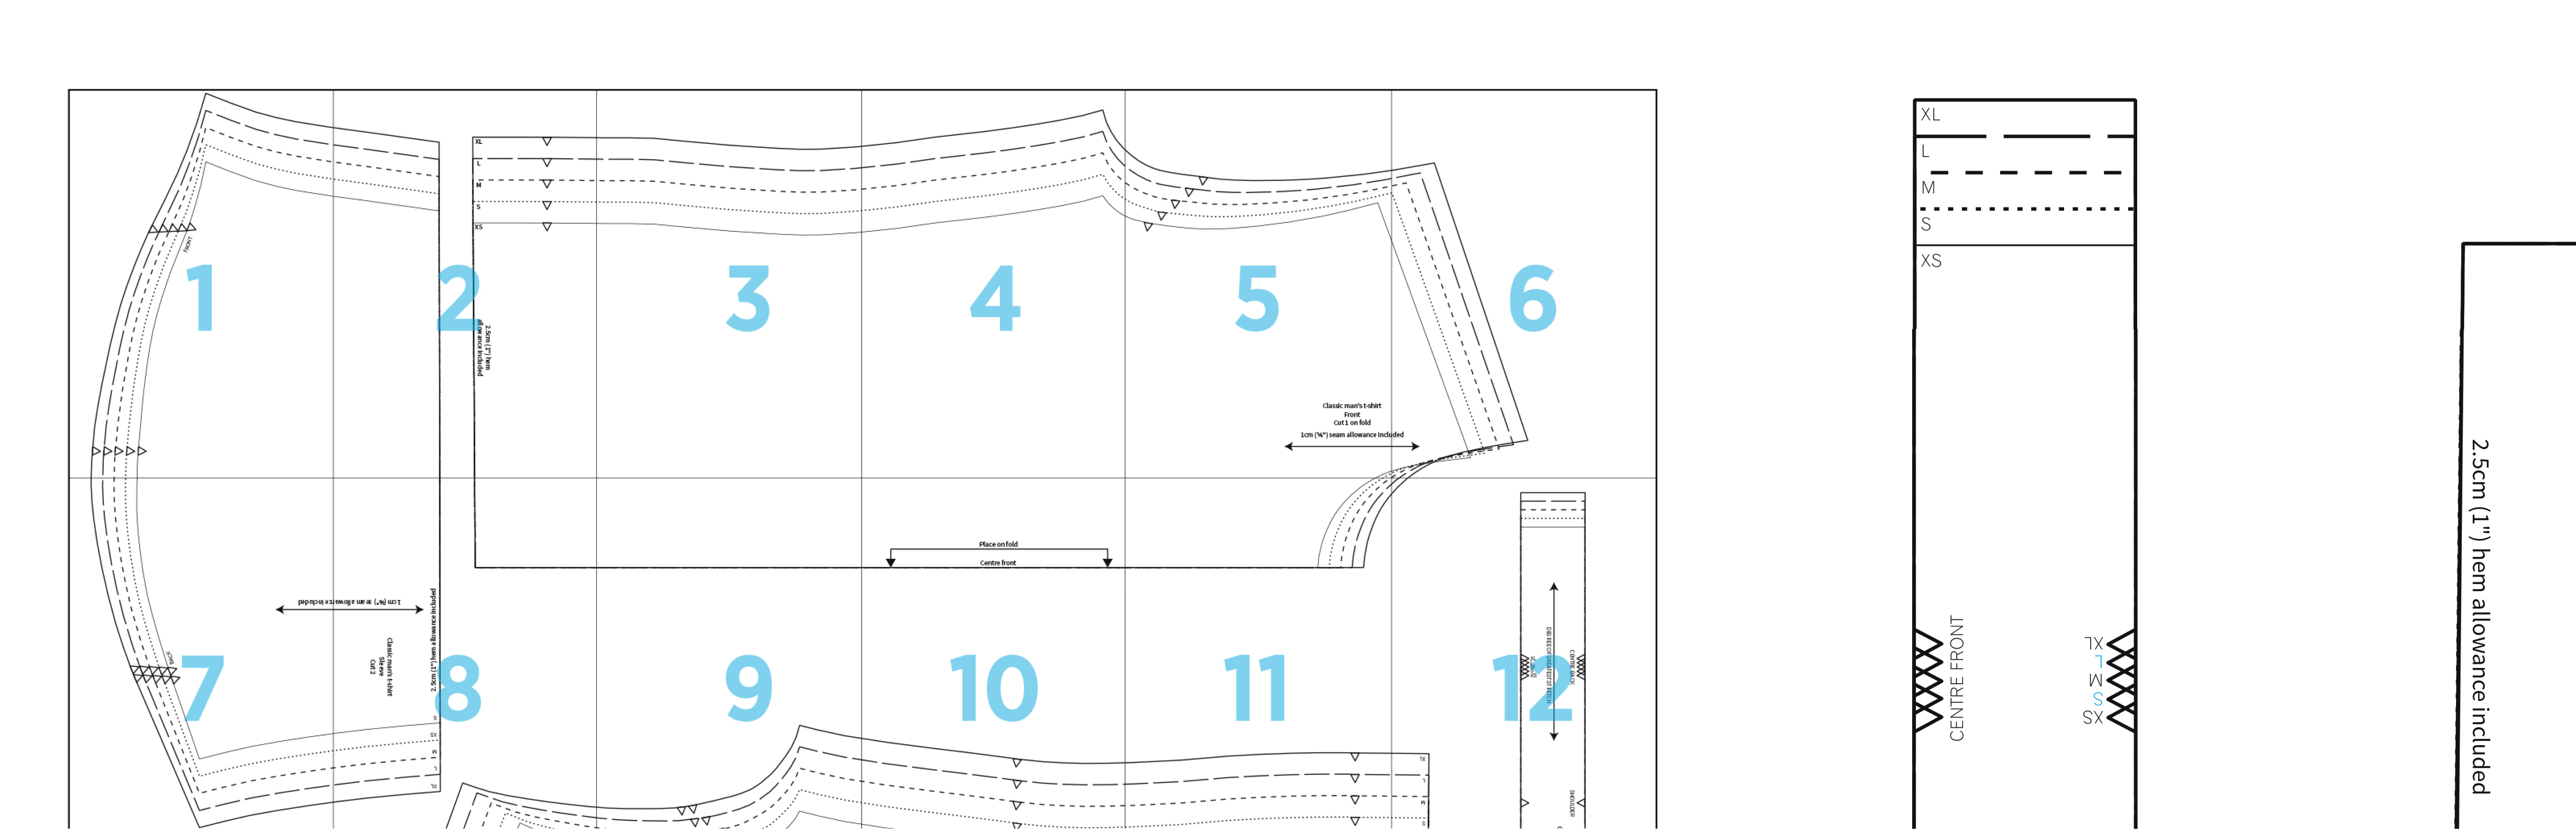 XL
L
M
S
XS
FRONT
1
2
3
4
5
6
2.5cm (1") hem
allowance included
Classic man's t-shirt
Front
Cut 1 on fold
1cm (⅜") seam allowance included
Place on fold
Centre front
1cm (⅜") seam allowance included
Classic man's t-shirt
Sleeve
Cut 2
2.5cm (1") hem allowance included
BACK
7
8
9
10
11
12
S
XS
M
L
XL
CENTRE BACK
SHOULDER
XL
L
M
S
XL
L
M
S
XS
CENTRE FRONT
XL
L
M
S
XS
2.5cm (1") hem allowance included